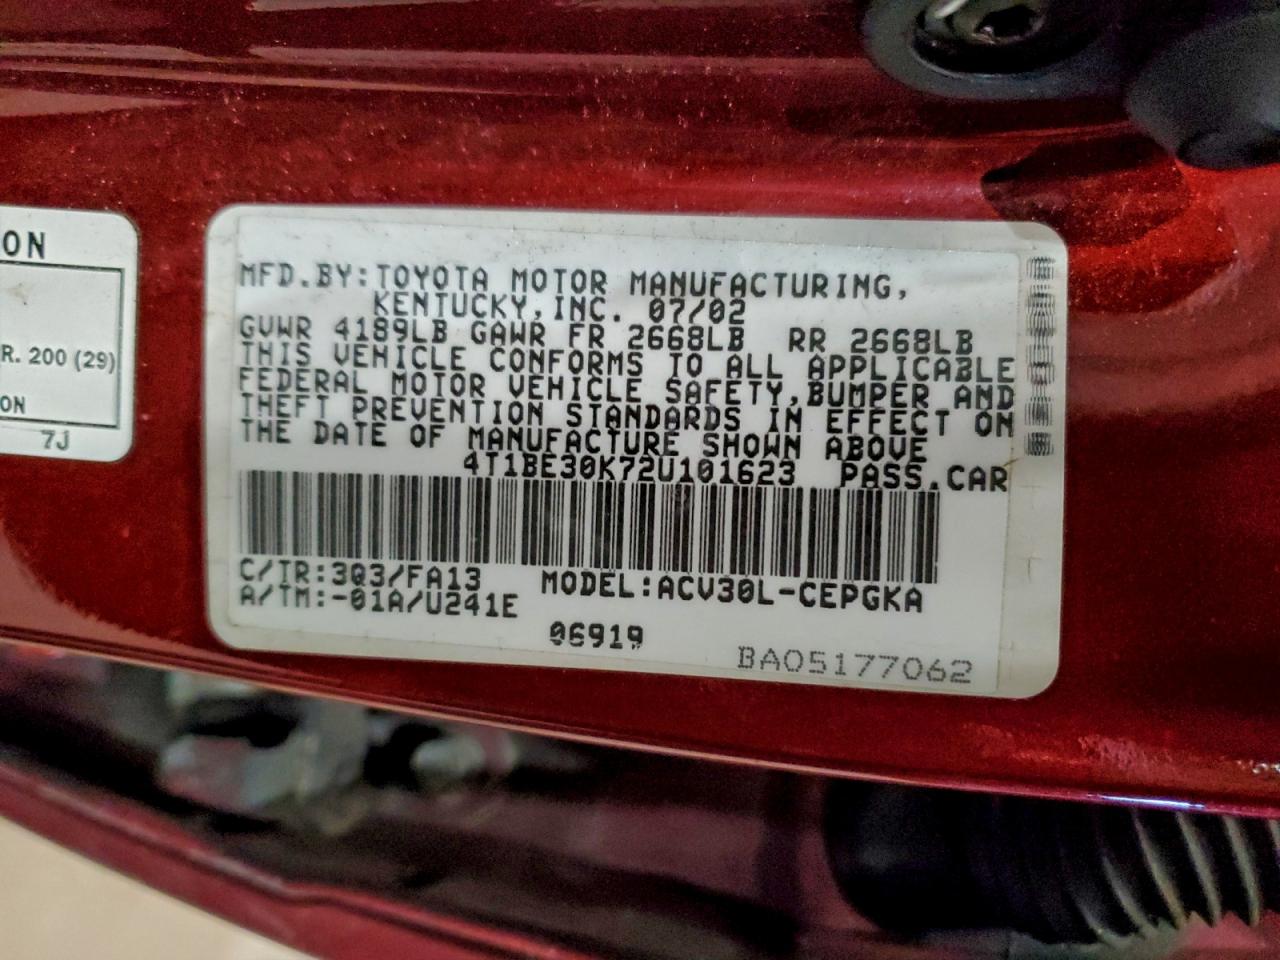 ON
R. 200 (29)
ON
7J
MFD.BY:TOYOTA MOTOR MANUFACTURING,
KENTUCKY,INC. 07/02
GVWR 4189LB GAWR FR 2668LB RR 2668LB
THIS VEHICLE CONFORMS TO ALL APPLICABLE
FEDERAL MOTOR VEHICLE SAFETY,BUMPER AND
THEFT PREVENTION STANDARDS IN EFFECT ON
THE DATE OF MANUFACTURE SHOWN ABOVE
4T1BE30K72U101623 PASS.CAR
C/TR:3Q3/FA13 MODEL:ACV30L-CEPGKA
A/TM:-01A/U241E
06919
BA05177062